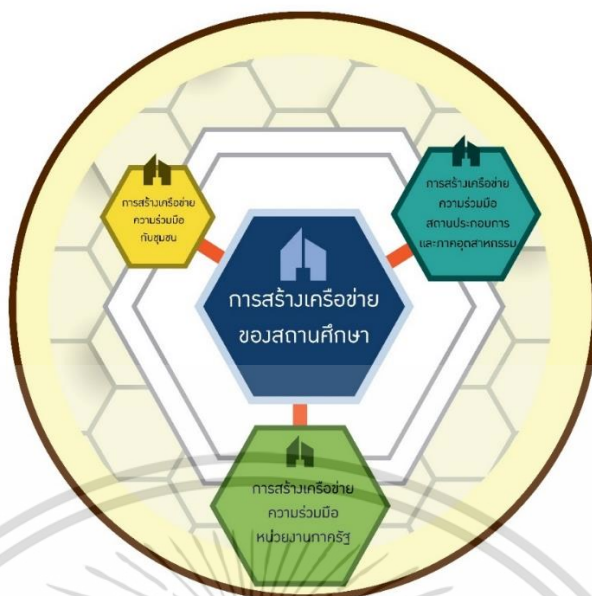 การสร้างเครือข่าย
ความร่วมมือ
กับชุมชน
การสร้างเครือข่าย
ความร่วมมือ
สถานประกอบการ
และภาคอุตสาหกรรม
การสร้างเครือข่าย
ของสถานศึกษา
การสร้างเครือข่าย
ความร่วมมือ
หน่วยงานภาครัฐ